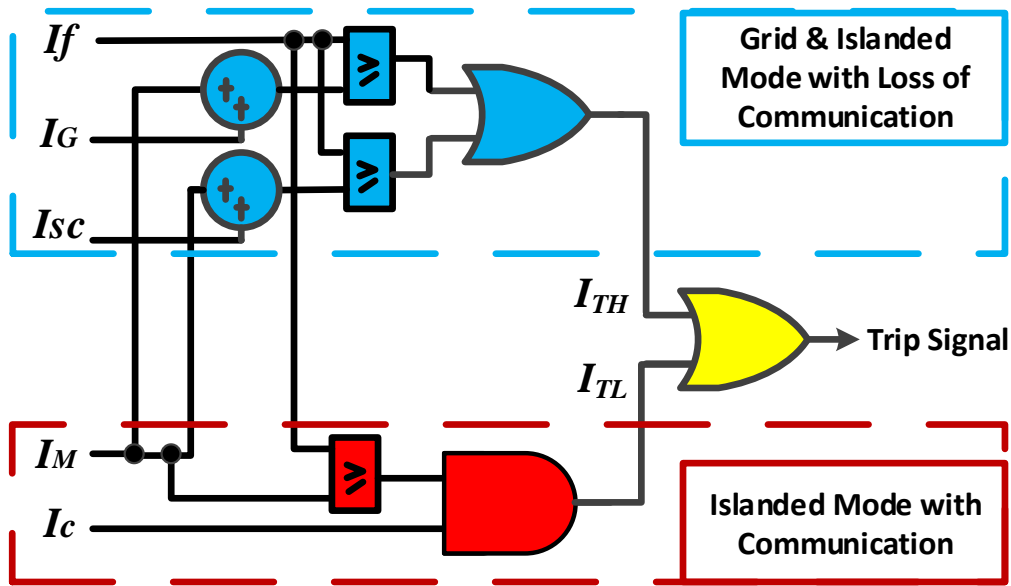 If
Grid & Islanded
Mode with Loss of
Communication
+
+
≥
IG
+
+
≥
Isc
ITH
Trip Signal
ITL
IM
≥
Ic
Islanded Mode with
Communication